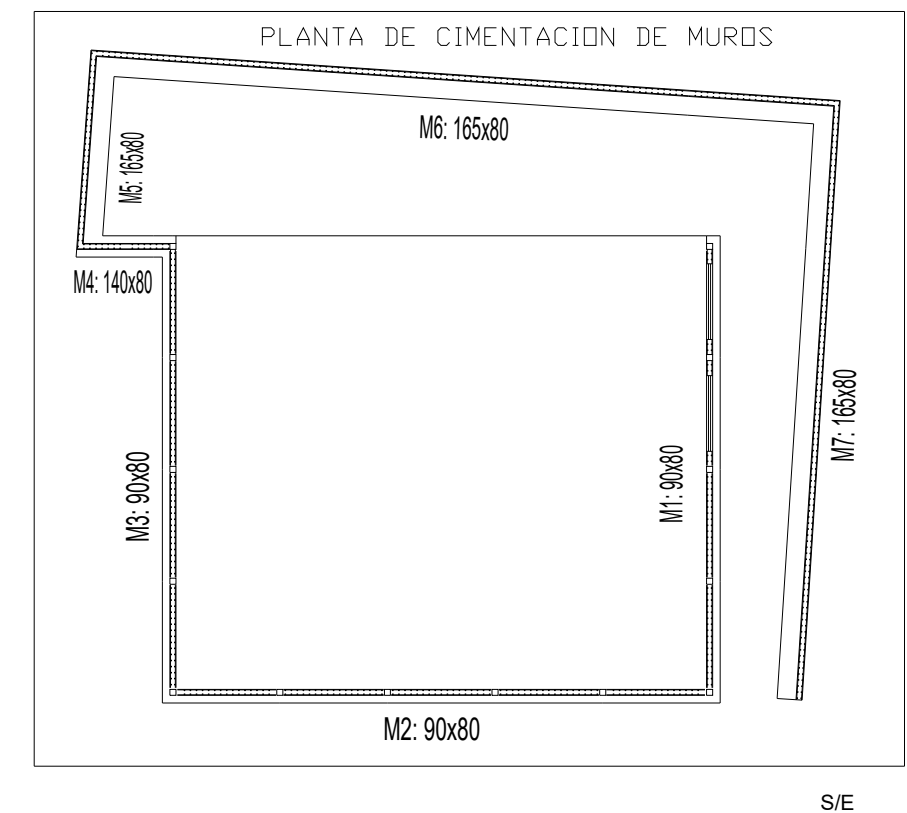 PLANTA DE CIMENTACION DE MUROS
M6: 165x80
M5: 165x80
M4: 140x80
M7: 165x80
M3: 90x80
M1: 90x80
M2: 90x80
S/E